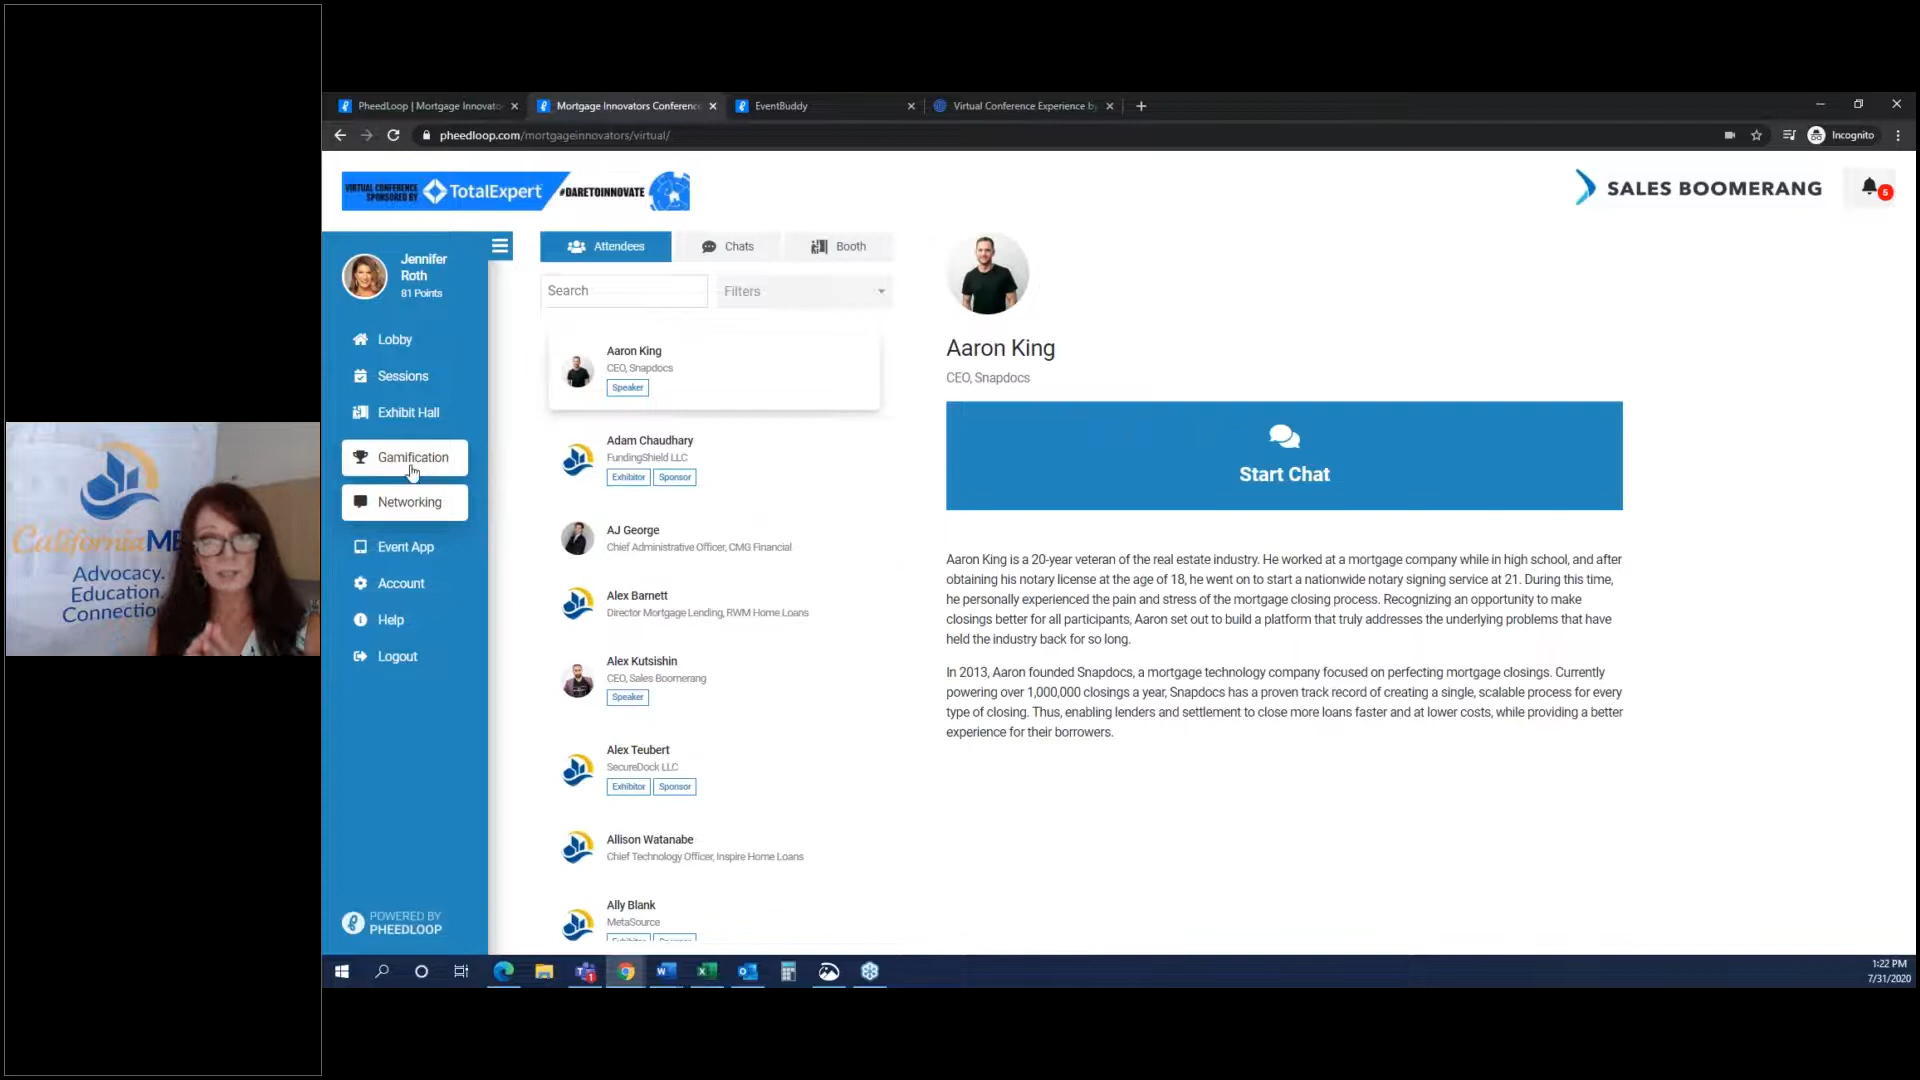 PheedLoop | Mortgage Innovato
Mortgage Innovators Conference
EventBuddy
Virtual Conference Experience by
pheedloop.com/mortgageinnovators/virtual/
Incognito
VIRTUAL CONFERENCE
SPONSORED BY
TotalExpert
#DARETOINNOVATE
SALES BOOMERANG
5
Jennifer
Roth
81 Points
Lobby
Sessions
Exhibit Hall
Gamification
Networking
Event App
Account
Help
Logout
POWERED BY
PHEEDLOOP
Attendees
Chats
Booth
Search
Filters
Aaron King
CEO, Snapdocs
Speaker
Adam Chaudhary
FundingShield LLC
Exhibitor Sponsor
AJ George
Chief Administrative Officer, CMG Financial
Alex Barnett
Director Mortgage Lending, RWM Home Loans
Alex Kutsishin
CEO, Sales Boomerang
Speaker
Alex Teubert
SecureDock LLC
Exhibitor Sponsor
Allison Watanabe
Chief Technology Officer, Inspire Home Loans
Ally Blank
MetaSource
Exhibitor Sponsor
Aaron King
CEO, Snapdocs
Start Chat
Aaron King is a 20-year veteran of the real estate industry. He worked at a mortgage company while in high school, and after
obtaining his notary license at the age of 18, he went on to start a nationwide notary signing service at 21. During this time,
he personally experienced the pain and stress of the mortgage closing process. Recognizing an opportunity to make
closings better for all participants, Aaron set out to build a platform that truly addresses the underlying problems that have
held the industry back for so long.
In 2013, Aaron founded Snapdocs, a mortgage technology company focused on perfecting mortgage closings. Currently
powering over 1,000,000 closings a year, Snapdocs has a proven track record of creating a single, scalable process for every
type of closing. Thus, enabling lenders and settlement to close more loans faster and at lower costs, while providing a better
experience for their borrowers.
California MB
Advocacy.
Education.
Connectio
1:22 PM
7/31/2020